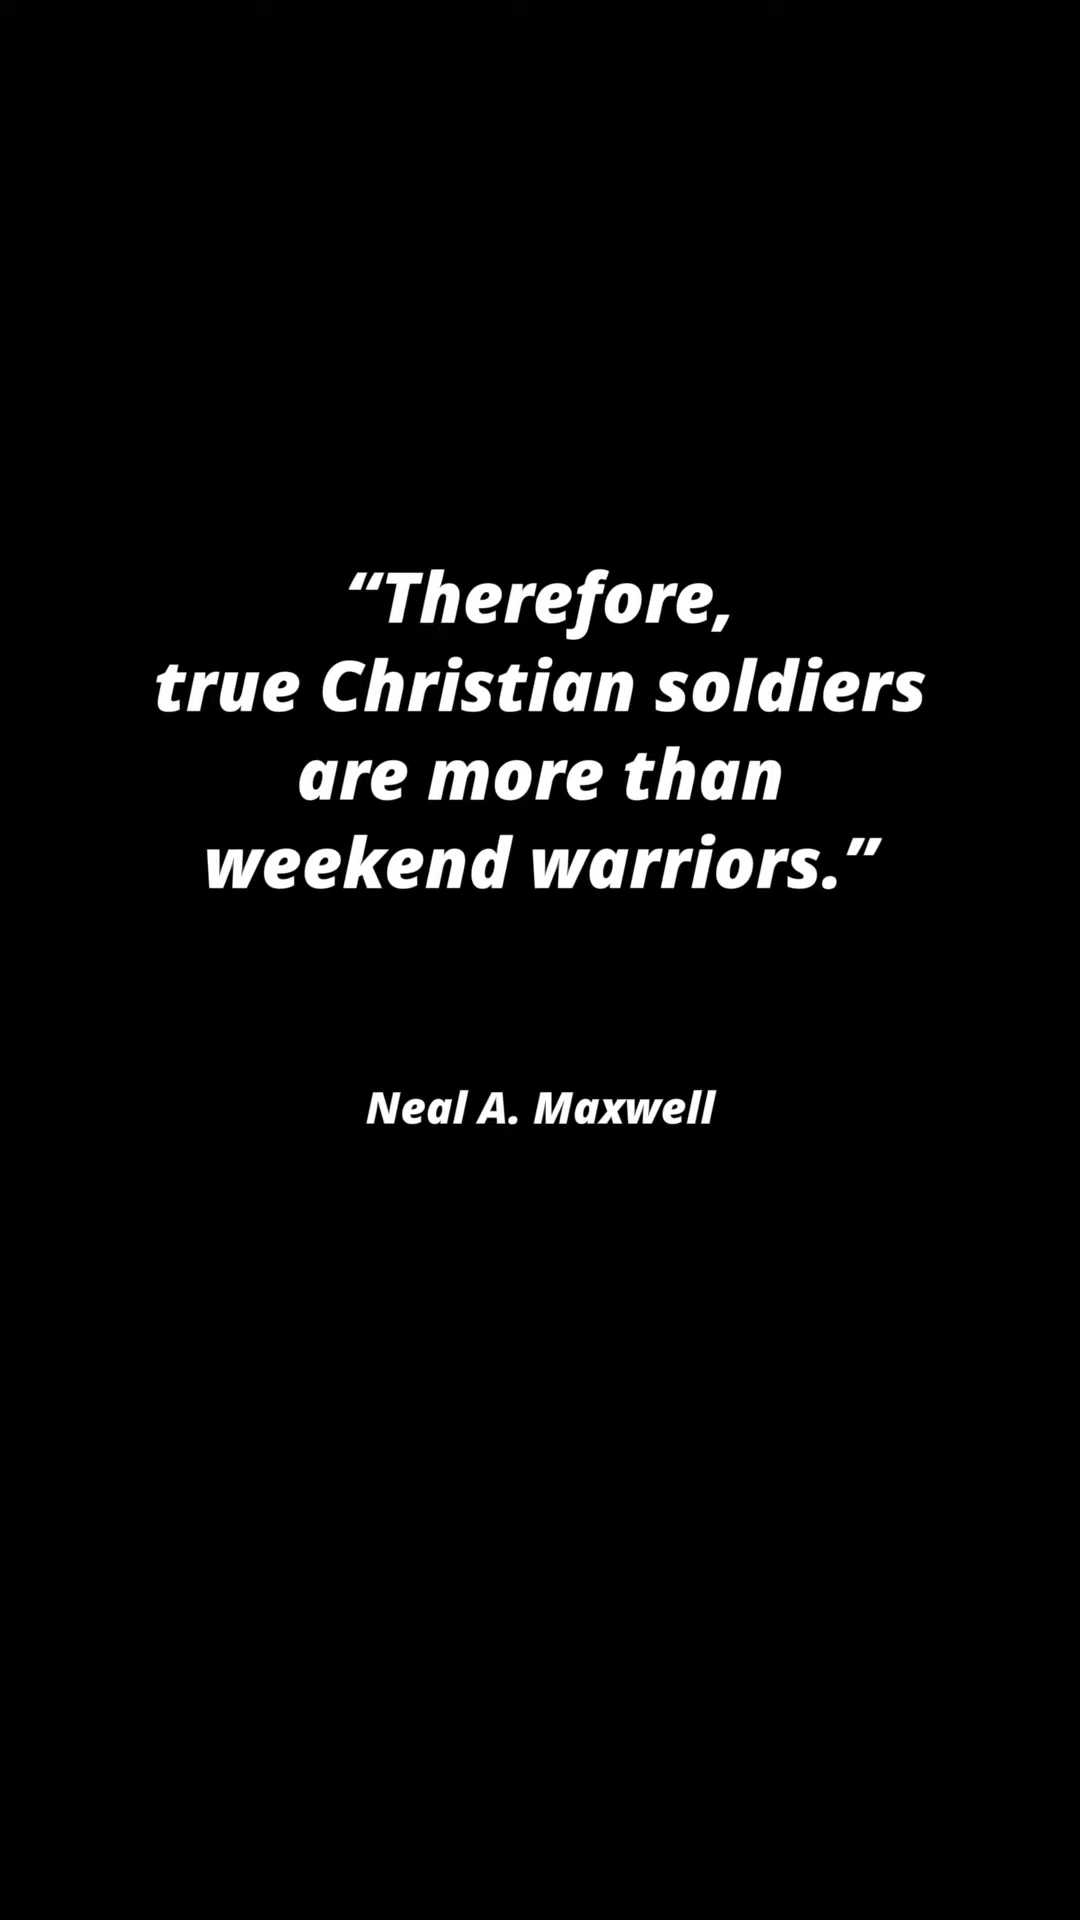 “Therefore,
true Christian soldiers
are more than
weekend warriors.”
Neal A. Maxwell